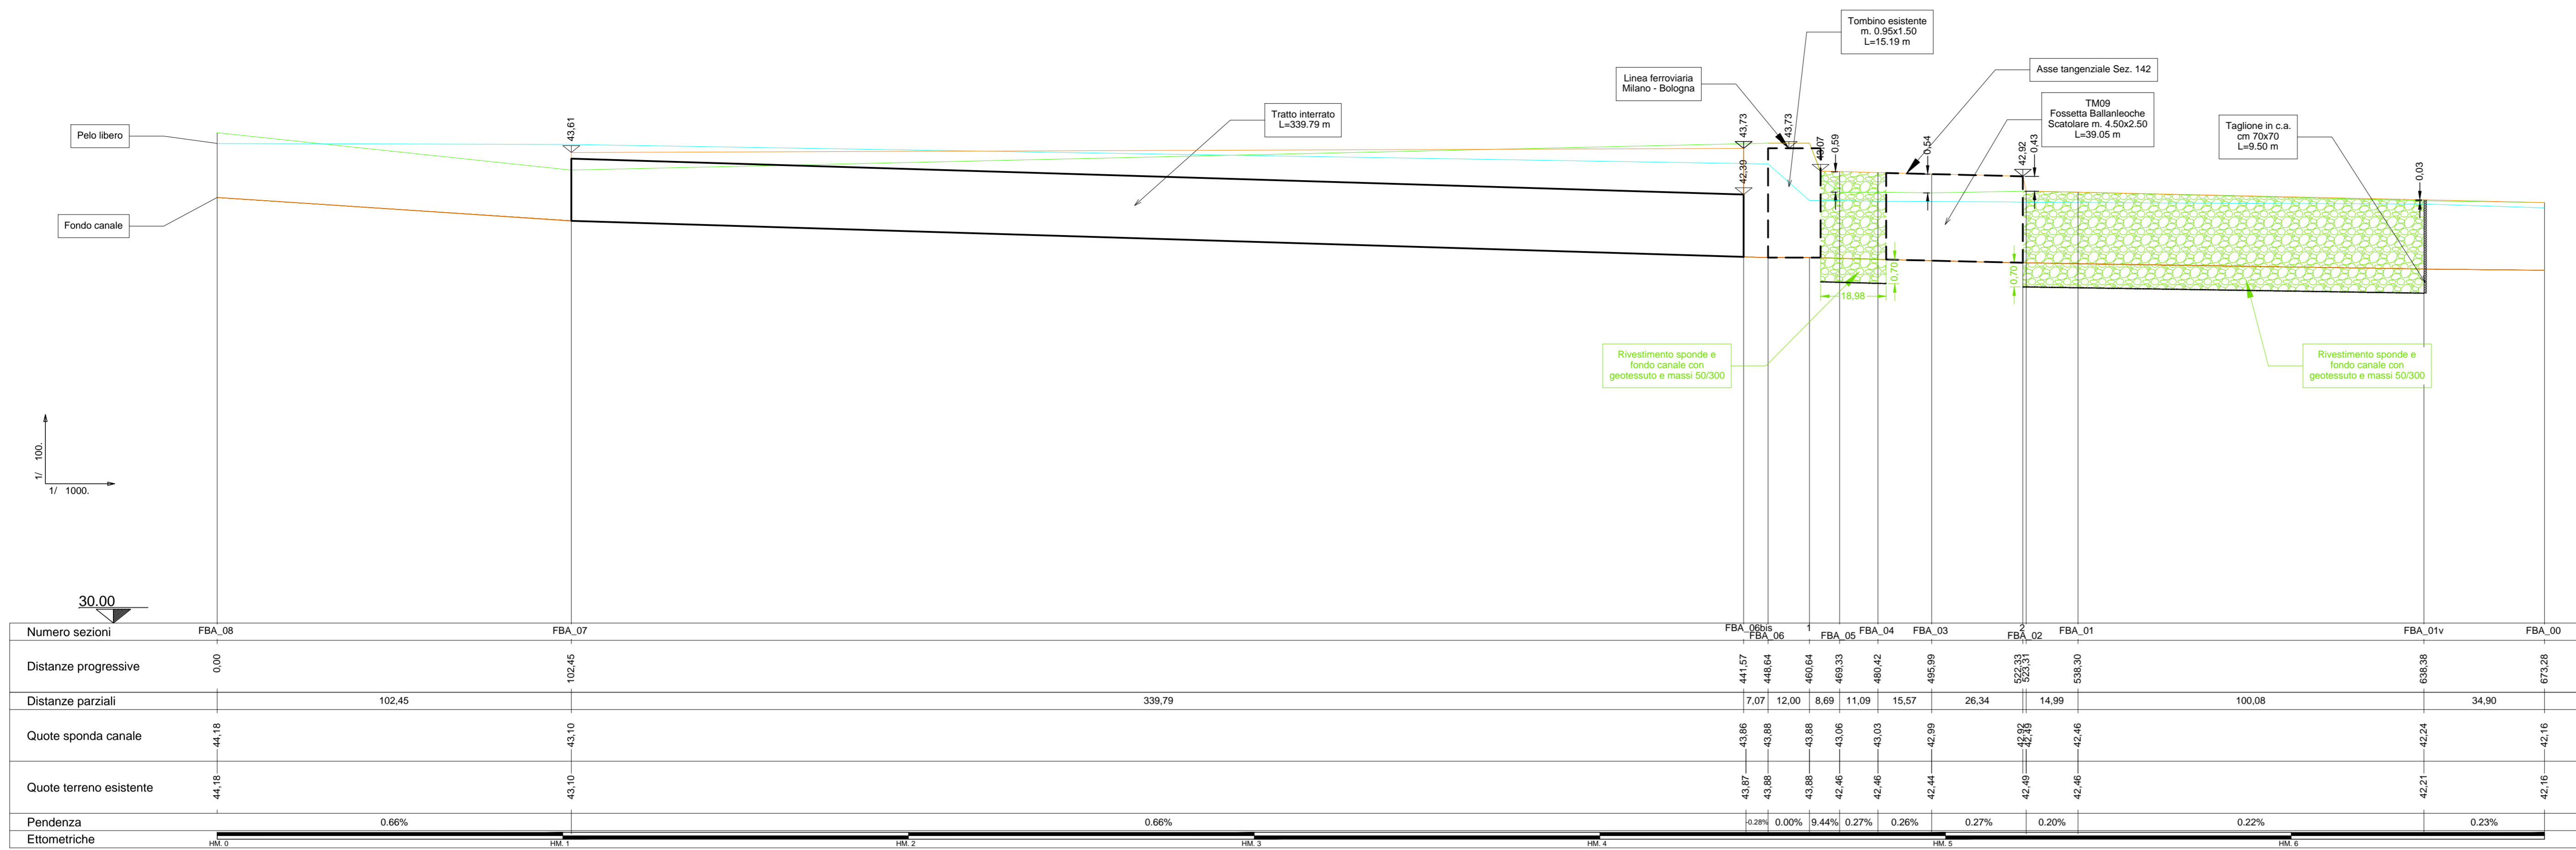 Tombino esistente
m. 0.95x1.50
L=15.19 m
Linea ferroviaria
Milano - Bologna
Asse tangenziale Sez. 142
TM09
Fossetta Ballanleoche
Scatolare m. 4.50x2.50
L=39.05 m
Taglione in c.a.
cm 70x70
L=9.50 m
Tratto interrato
L=339.79 m
Pelo libero
Fondo canale
43,61
43,73
42,39
43,73
43,07
0,59
0,54
42,92
0,43
0,03
0,70
18,98
0,70
Rivestimento sponde e
fondo canale con
geotessuto e massi 50/300
Rivestimento sponde e
fondo canale con
geotessuto e massi 50/300
1/ 100.
1/ 1000.
30.00
Numero sezioni FBA_08 FBA_07 FBA_06bis FBA_06 1 FBA_05 FBA_04 FBA_03 2 FBA_02 FBA_01 FBA_01v FBA_00
Distanze progressive 0,00 102,45 441,57 448,64 460,64 469,33 480,42 495,99 522,33 523,31 538,30 638,38 673,28
Distanze parziali 102,45 339,79 7,07 12,00 8,69 11,09 15,57 26,34 14,99 100,08 34,90
Quote sponda canale 44,18 43,10 43,86 43,88 43,88 43,06 43,03 42,99 42,92 42,49 42,46 42,24 42,16
Quote terreno esistente 44,18 43,10 43,87 43,88 43,88 42,46 42,46 42,44 42,49 42,46 42,21 42,16
Pendenza 0.66% 0.66% -0.28% 0.00% 9.44% 0.27% 0.26% 0.27% 0.20% 0.22% 0.23%
Ettometriche HM. 0 HM. 1 HM. 2 HM. 3 HM. 4 HM. 5 HM. 6